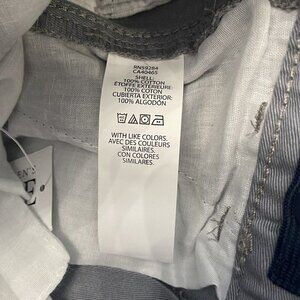 RN59284
CA40465
SHELL:
100% COTTON
ÉTOFFE EXTÉRIEURE:
100% COTON
CUBIERTA EXTERIOR:
100% ALGODÓN
WITH LIKE COLORS.
AVEC DES COULEURS
SIMILAIRES.
CON COLORES
SIMILARES.